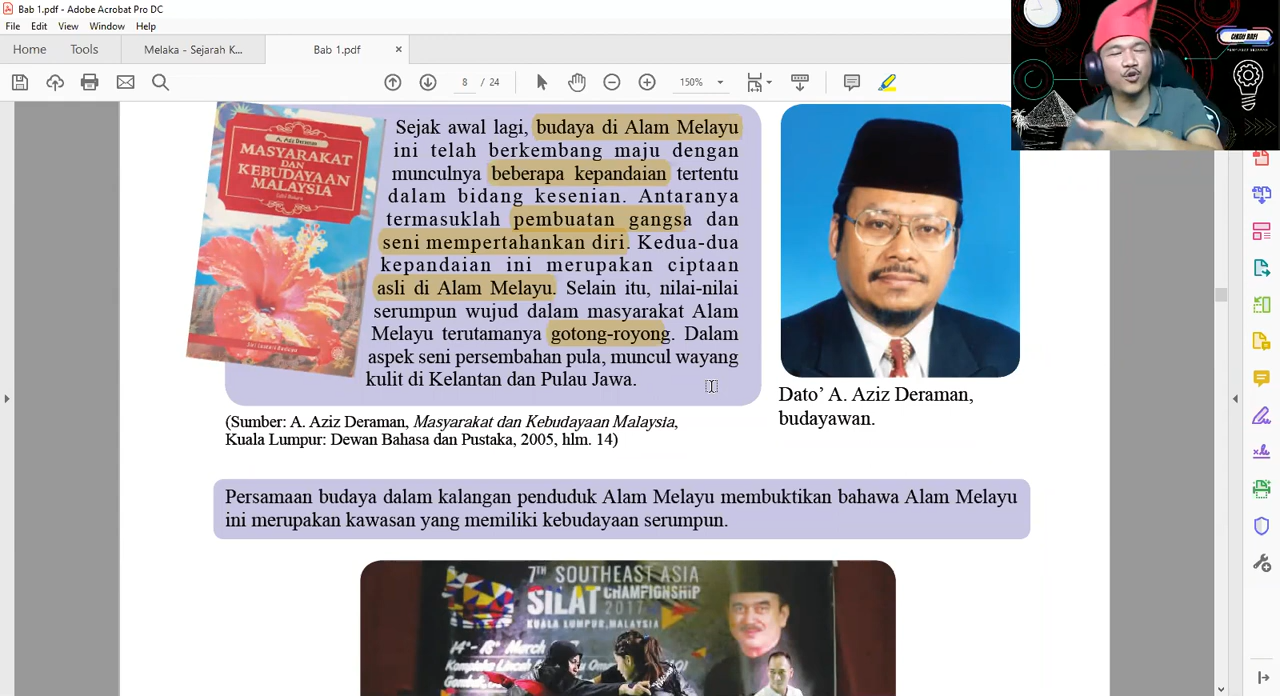 Bab 1.pdf - Adobe Acrobat Pro DC
File Edit View Window Help
Home Tools Melaka - Sejarah K... Bab 1.pdf ×
8 / 24 150%
A. Aziz Deraman
MASYARAKAT
DAN
KEBUDAYAAN
MALAYSIA
Sejak awal lagi, budaya di Alam Melayu
ini telah berkembang maju dengan
munculnya beberapa kepandaian tertentu
dalam bidang kesenian. Antaranya
termasuklah pembuatan gangsa dan
seni mempertahankan diri. Kedua-dua
kepandaian ini merupakan ciptaan
asli di Alam Melayu. Selain itu, nilai-nilai
serumpun wujud dalam masyarakat Alam
Melayu terutamanya gotong-royong. Dalam
aspek seni persembahan pula, muncul wayang
kulit di Kelantan dan Pulau Jawa.
Dato’ A. Aziz Deraman,
budayawan.
(Sumber: A. Aziz Deraman, Masyarakat dan Kebudayaan Malaysia,
Kuala Lumpur: Dewan Bahasa dan Pustaka, 2005, hlm. 14)
Persamaan budaya dalam kalangan penduduk Alam Melayu membuktikan bahawa Alam Melayu
ini merupakan kawasan yang memiliki kebudayaan serumpun.
7TH SOUTHEAST ASIA
SILAT CHAMPIONSHIP
2017
KUALA LUMPUR, MALAYSIA
March
Gombak